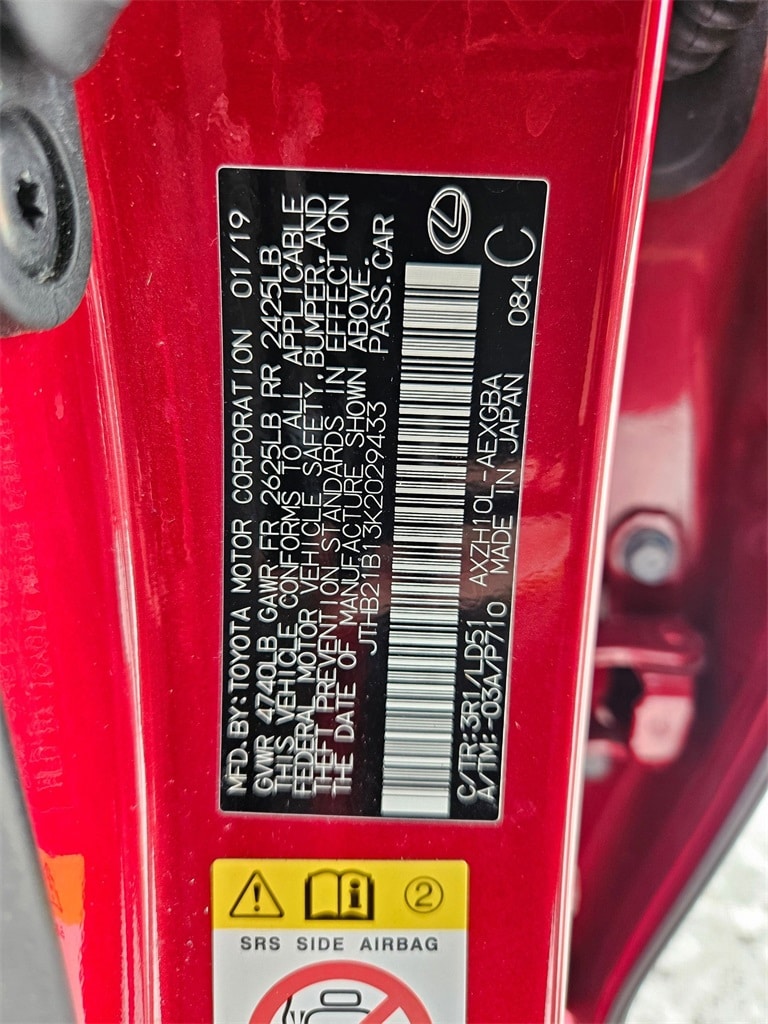 MFD.BY:TOYOTA MOTOR CORPORATION 01/19
GVWR 4740LB GAWR FR 2625LB RR 2425LB
THIS VEHICLE CONFORMS TO ALL APPLICABLE
FEDERAL MOTOR VEHICLE SAFETY,BUMPER,AND
THEFT PREVENTION STANDARDS IN EFFECT ON
THE DATE OF MANUFACTURE SHOWN ABOVE.
JTHB21B13K2029433 PASS.CAR
C/TR:3R1/LD51 AXZH10L-AEXGBA
A/TM:-03A/P710 MADE IN JAPAN 084 C
2
SRS SIDE AIRBAG